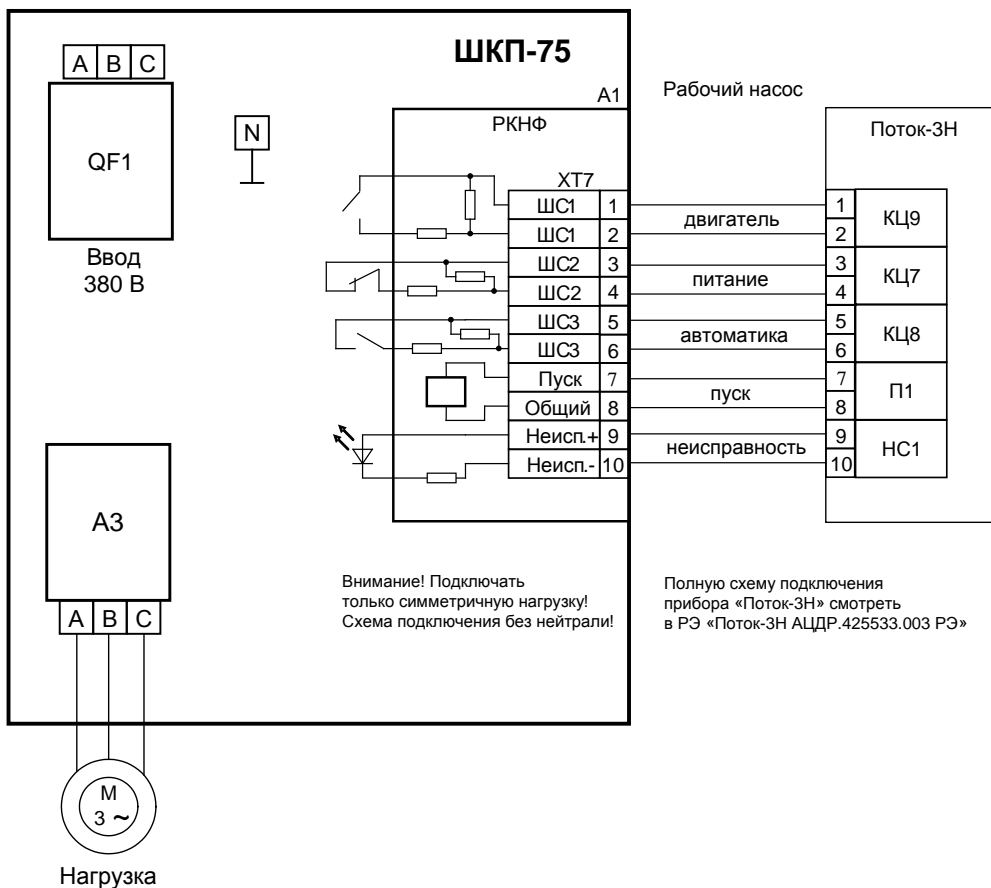 ШКП-75
A B C
QF1
Ввод
380 В
N
А1
РКНФ
XT7
ШС1 1
ШС1 2
ШС2 3
ШС2 4
ШС3 5
ШС3 6
Пуск 7
Общий 8
Неисп.+ 9
Неисп.- 10
Рабочий насос
двигатель
питание
автоматика
пуск
неисправность
Поток-3Н
1
2
КЦ9
3
4
КЦ7
5
6
КЦ8
7
8
П1
9
10
НС1
А3
A B C
М
3 ~
Нагрузка
Внимание! Подключать
только симметричную нагрузку!
Схема подключения без нейтрали!
Полную схему подключения
прибора «Поток-3Н» смотреть
в РЭ «Поток-3Н АЦДР.425533.003 РЭ»